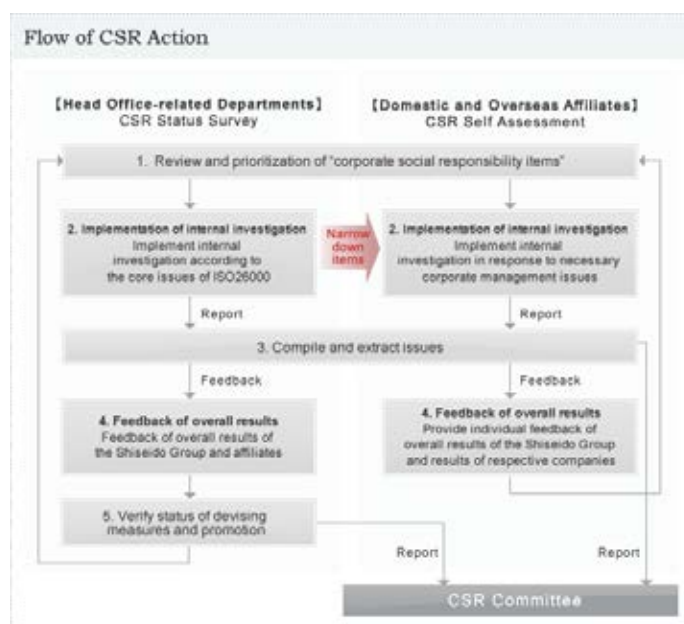 Flow of CSR Action
【Head Office-related Departments】
CSR Status Survey
【Domestic and Overseas Affiliates】
CSR Self Assessment
1. Review and prioritization of "corporate social responsibility items"
2. Implementation of internal investigation
Implement internal
investigation according to
the core issues of ISO26000
Narrow
down
items
2. Implementation of internal investigation
Implement internal
investigation in response to necessary
corporate management issues
Report
Report
3. Compile and extract issues
Feedback
Feedback
4. Feedback of overall results
Feedback of overall results of
the Shiseido Group and affiliates
4. Feedback of overall results
Provide individual feedback of
overall results of the Shiseido Group
and results of respective companies
5. Verify status of devising
measures and promotion
Report
Report
CSR Committee